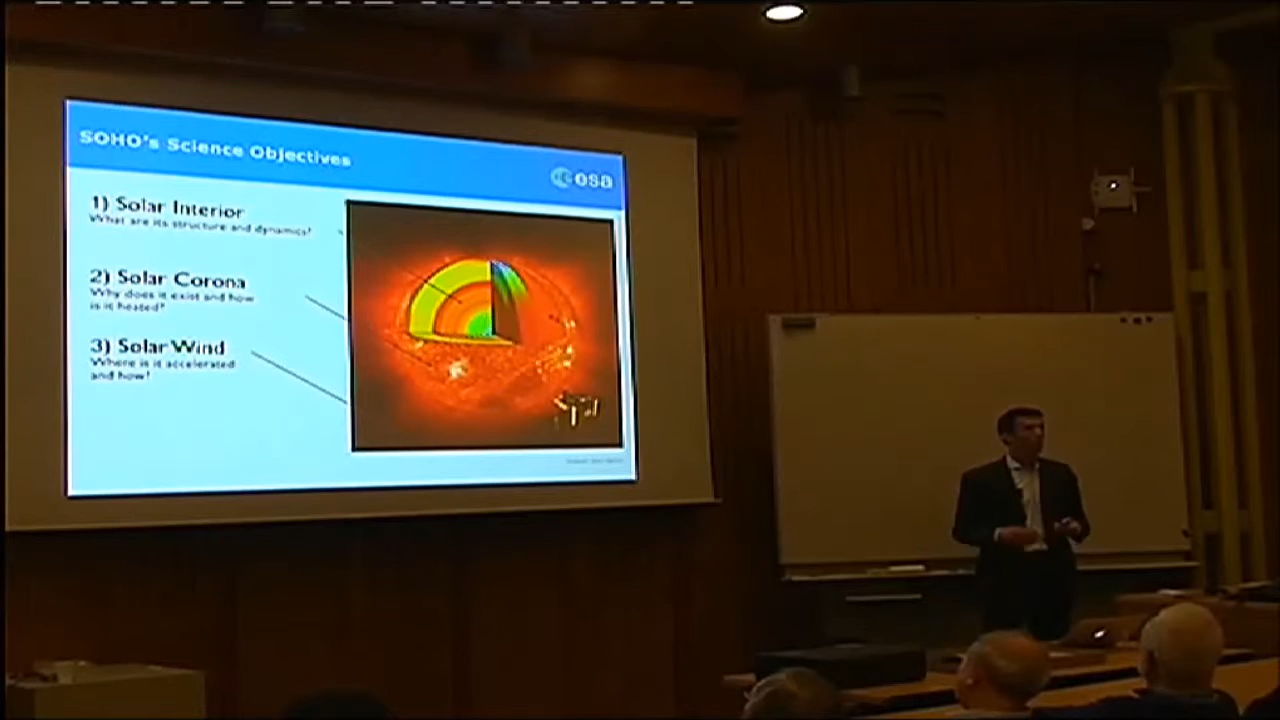 SOHO's Science Objectives
esa
1) Solar Interior
What are its structure and dynamics?
2) Solar Corona
Why does it exist and how
is it heated?
3) Solar Wind
Where is it accelerated
and how?